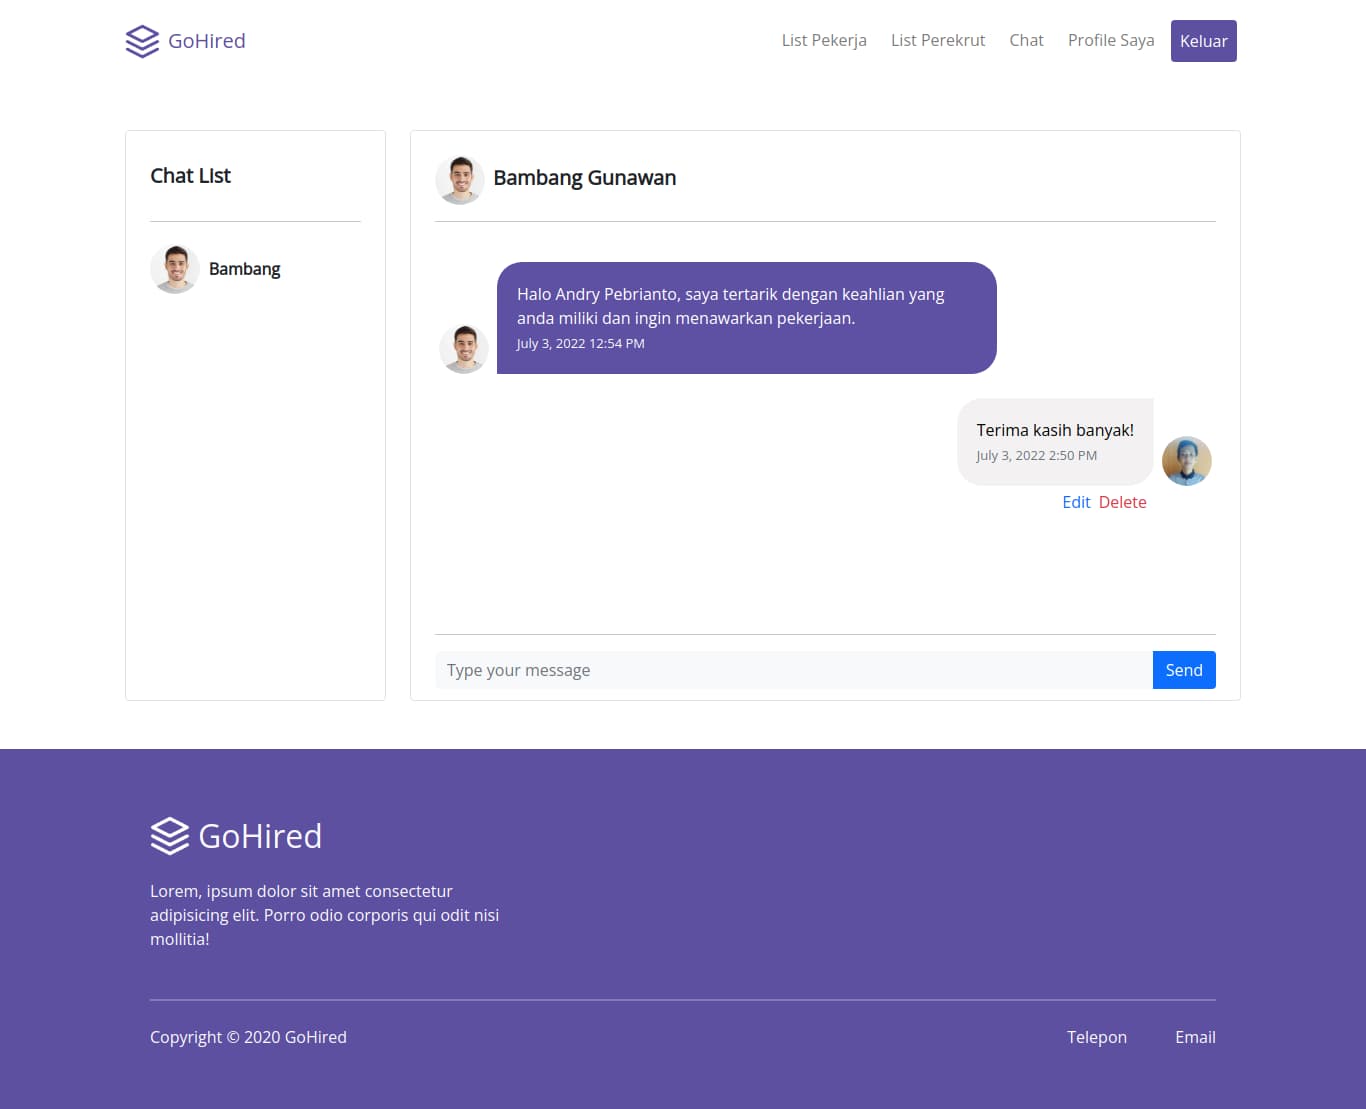 GoHired
List Pekerja
List Perekrut
Chat
Profile Saya
Keluar
Chat List
Bambang
Bambang Gunawan
Halo Andry Pebrianto, saya tertarik dengan keahlian yang
anda miliki dan ingin menawarkan pekerjaan.
July 3, 2022 12:54 PM
Terima kasih banyak!
July 3, 2022 2:50 PM
Edit Delete
Type your message
Send
GoHired
Lorem, ipsum dolor sit amet consectetur
adipisicing elit. Porro odio corporis qui odit nisi
mollitia!
Copyright © 2020 GoHired
Telepon
Email